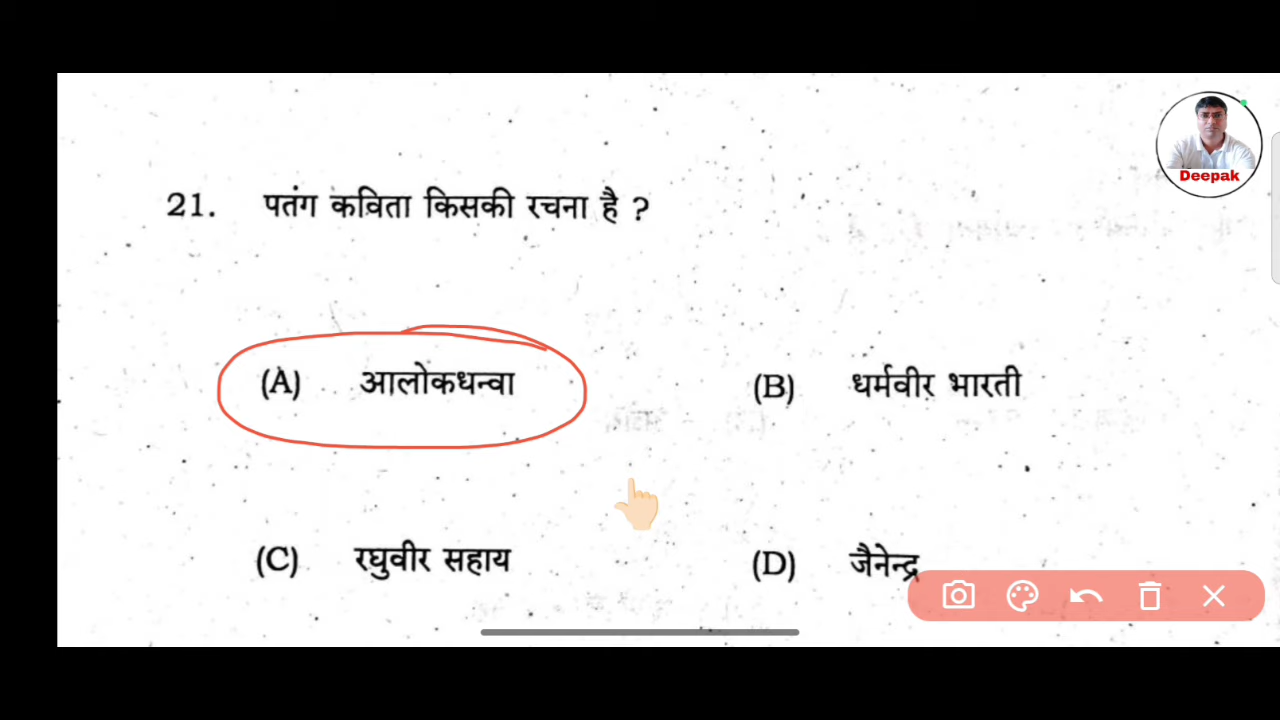 Deepak
21. पतंग कविता किसकी रचना है ?
(A) आलोकधन्वा (B) धर्मवीर भारती
(C) रघुवीर सहाय (D) जैनेन्द्र